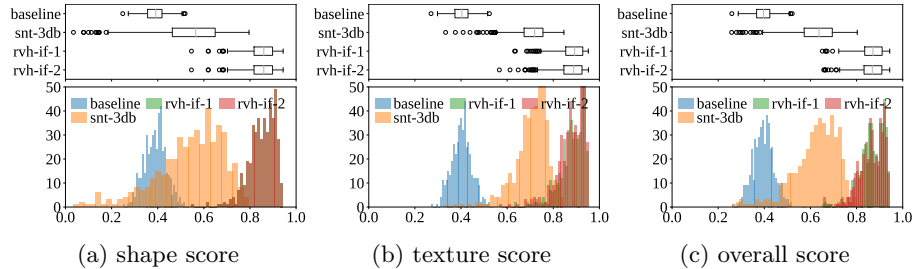 baseline
snt-3db
rvh-if-1
rvh-if-2
50
40
30
20
10
0
baseline rvh-if-1 rvh-if-2
snt-3db
0.0 0.2 0.4 0.6 0.8 1.0
(a) shape score
baseline
snt-3db
rvh-if-1
rvh-if-2
50
40
30
20
10
0
baseline rvh-if-1 rvh-if-2
snt-3db
0.0 0.2 0.4 0.6 0.8 1.0
(b) texture score
baseline
snt-3db
rvh-if-1
rvh-if-2
50
40
30
20
10
0
baseline rvh-if-1 rvh-if-2
snt-3db
0.0 0.2 0.4 0.6 0.8 1.0
(c) overall score